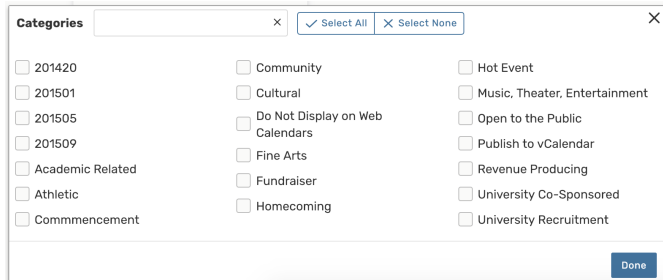 Categories
Select All
Select None
201420
201501
201505
201509
Academic Related
Athletic
Commmencement
Community
Cultural
Do Not Display on Web
Calendars
Fine Arts
Fundraiser
Homecoming
Hot Event
Music, Theater, Entertainment
Open to the Public
Publish to vCalendar
Revenue Producing
University Co-Sponsored
University Recruitment
Done